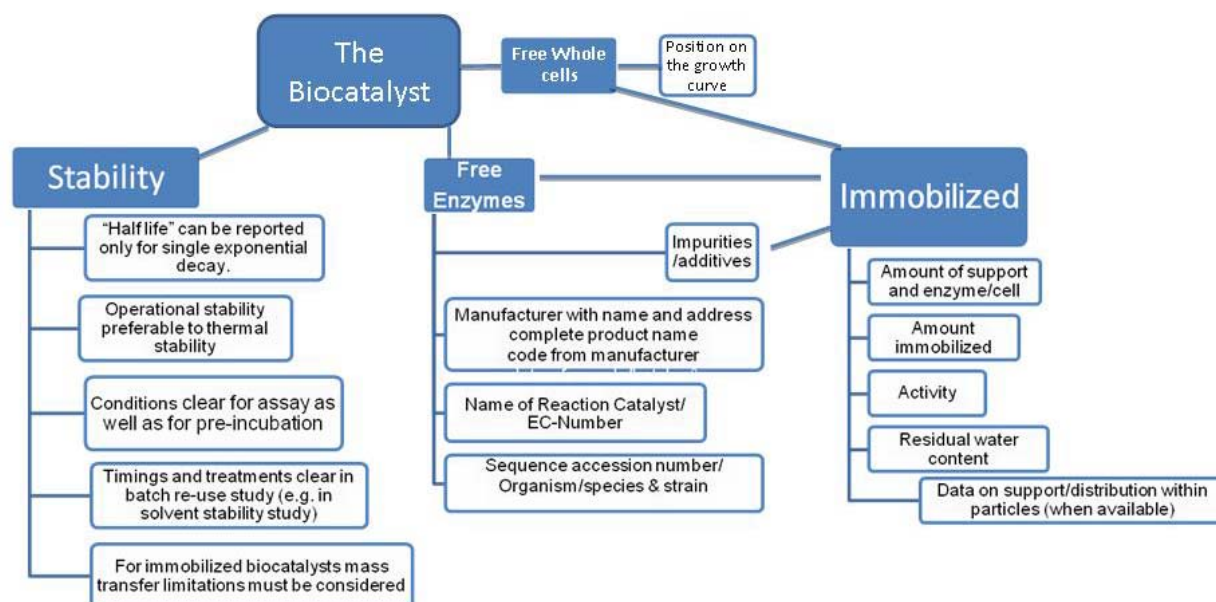 The
Biocatalyst
Free Whole
cells
Position on
the growth
curve
Stability
"Half life" can be reported
only for single exponential
decay.
Operational stability
preferable to thermal
stability
Conditions clear for assay as
well as for pre-incubation
Timings and treatments clear in
batch re-use study (e.g. in
solvent stability study)
For immobilized biocatalysts mass
transfer limitations must be considered
Free
Enzymes
Impurities
/additives
Manufacturer with name and address
complete product name
code from manufacturer
Name of Reaction Catalyst/
EC-Number
Sequence accession number/
Organism/species & strain
Immobilized
Amount of support
and enzyme/cell
Amount
immobilized
Activity
Residual water
content
Data on support/distribution within
particles (when available)